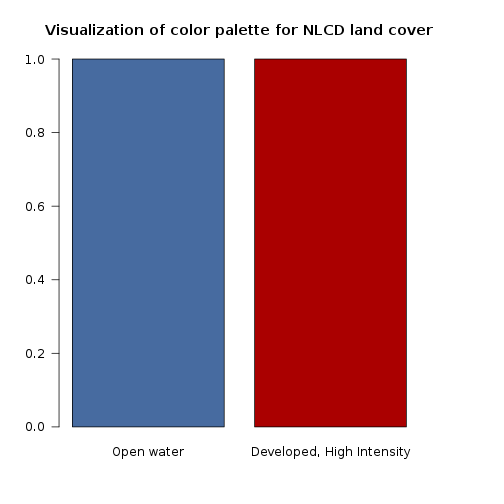 Visualization of color palette for NLCD land cover
1.0
0.8
0.6
0.4
0.2
0.0
Open water
Developed, High Intensity